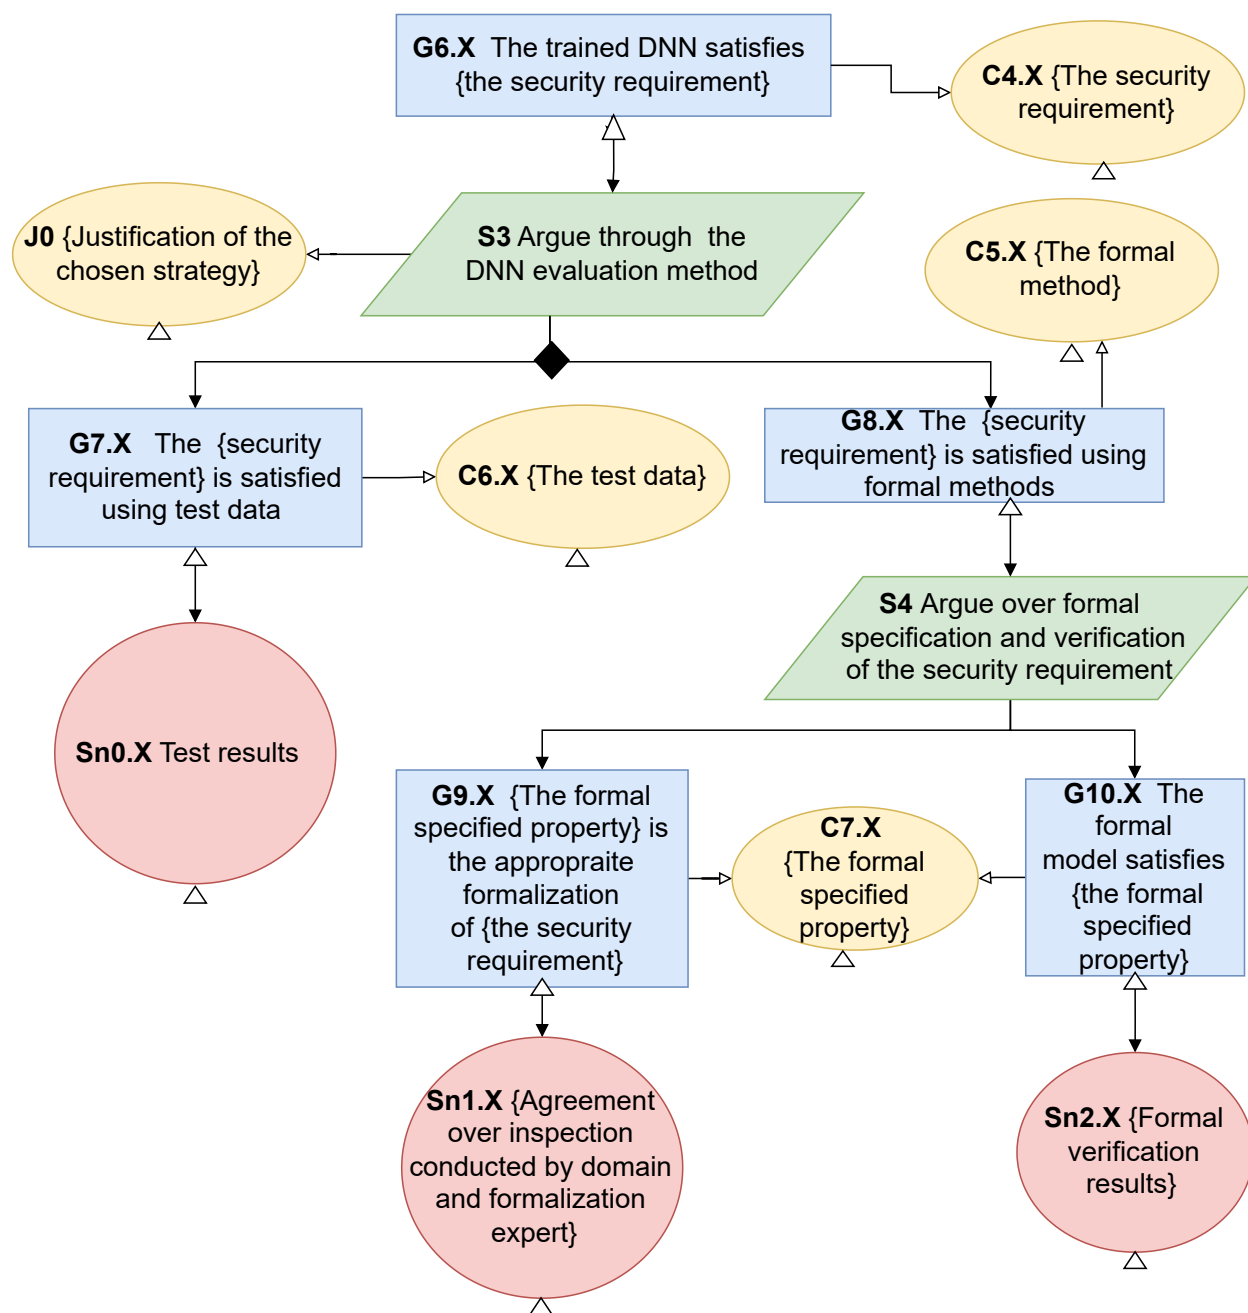 G6.X The trained DNN satisfies
{the security requirement}
C4.X {The security
requirement}
J0 {Justification of the
chosen strategy}
S3 Argue through the
DNN evaluation method
C5.X {The formal
method}
G7.X The {security
requirement} is satisfied
using test data
C6.X {The test data}
G8.X The {security
requirement} is satisfied using
formal methods
S4 Argue over formal
specification and verification
of the security requirement
Sn0.X Test results
G9.X {The formal
specified property} is
the appropraite
formalization
of {the security
requirement}
C7.X
{The formal
specified
property}
G10.X The
formal
model satisfies
{the formal
specified
property}
Sn1.X {Agreement
over inspection
conducted by domain
and formalization
expert}
Sn2.X {Formal
verification
results}